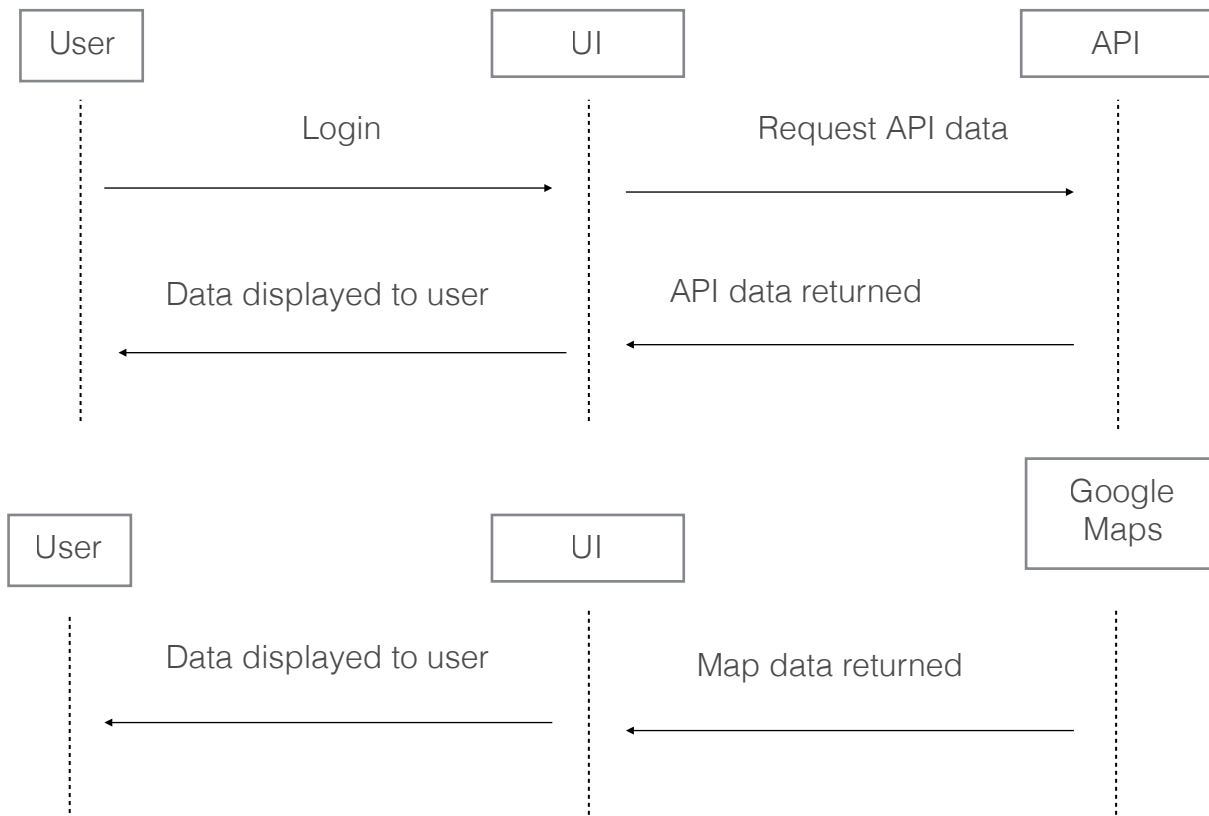 User
UI
API
Login
Request API data
Data displayed to user
API data returned
Google
Maps
User
UI
Data displayed to user
Map data returned